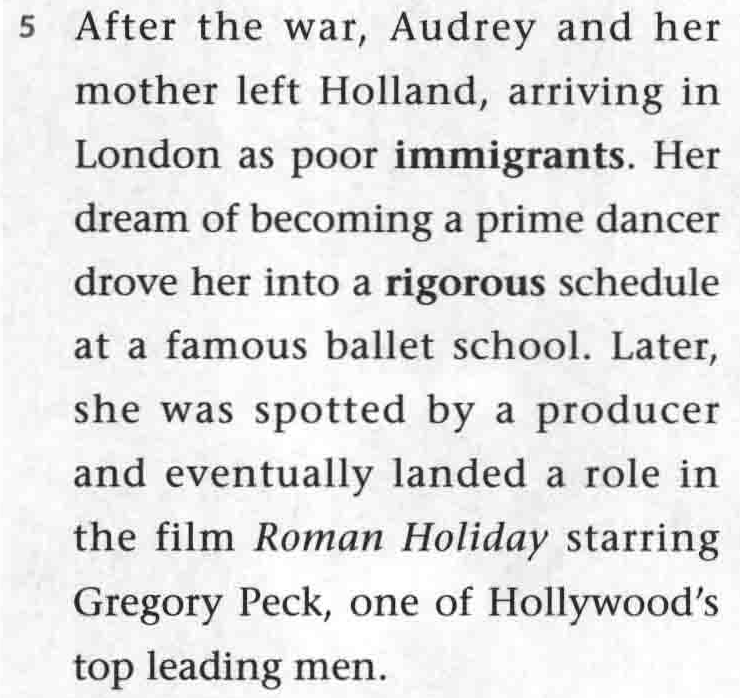 5 After the war, Audrey and her
mother left Holland, arriving in
London as poor immigrants. Her
dream of becoming a prime dancer
drove her into a rigorous schedule
at a famous ballet school. Later,
she was spotted by a producer
and eventually landed a role in
the film Roman Holiday starring
Gregory Peck, one of Hollywood's
top leading men.